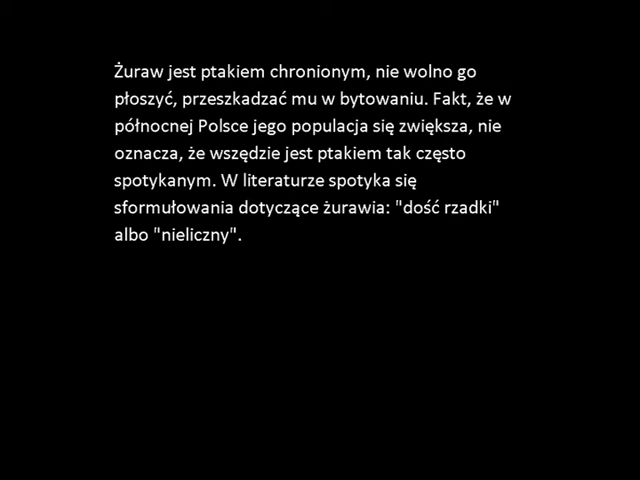 Żuraw jest ptakiem chronionym, nie wolno go
płoszyć, przeszkadzać mu w bytowaniu. Fakt, że w
północnej Polsce jego populacja się zwiększa, nie
oznacza, że wszędzie jest ptakiem tak często
spotykanym. W literaturze spotyka się
sformułowania dotyczące żurawia: "dość rzadki"
albo "nieliczny".